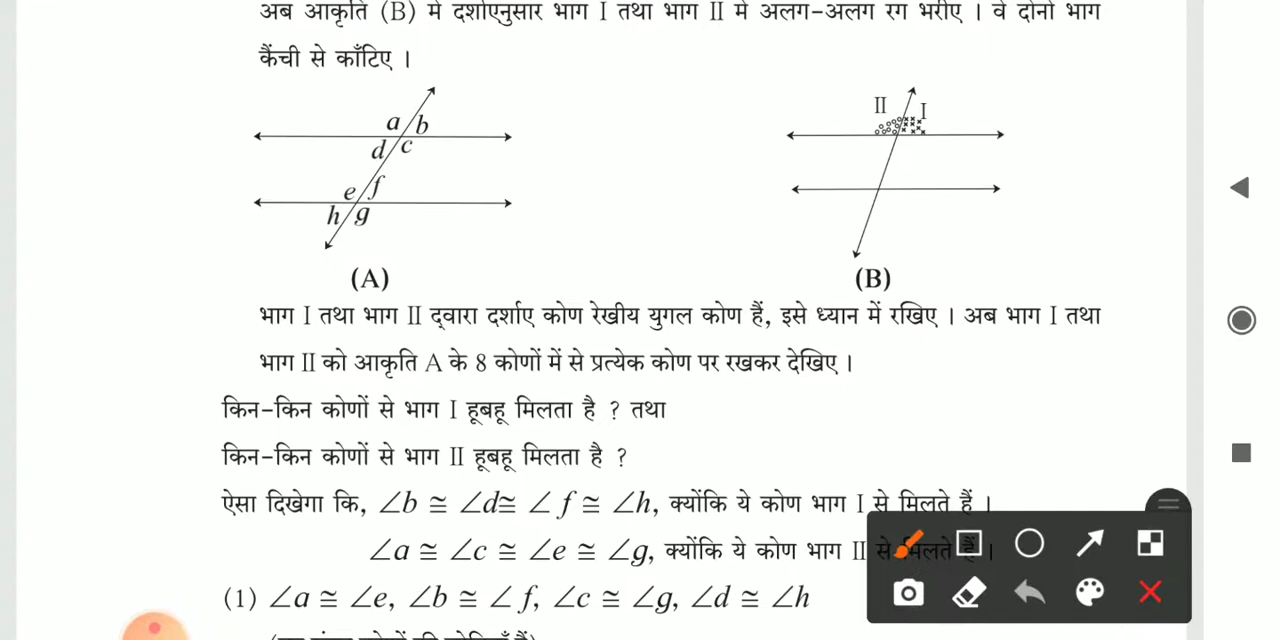 अब आकृति (B) में दर्शाएनुसार भाग I तथा भाग II में अलग-अलग रंग भरीए । वे दोनों भाग
कैंची से काँटिए ।
a b
d c
e f
h g
(A)
II I
(B)
भाग I तथा भाग II द्वारा दर्शाए कोण रेखीय युगल कोण हैं, इसे ध्यान में रखिए । अब भाग I तथा
भाग II को आकृति A के 8 कोणों में से प्रत्येक कोण पर रखकर देखिए ।
किन-किन कोणों से भाग I हूबहू मिलता है ? तथा
किन-किन कोणों से भाग II हूबहू मिलता है ?
ऐसा दिखेगा कि, ∠b ≅ ∠d≅ ∠ f ≅ ∠h, क्योंकि ये कोण भाग I से मिलते हैं ।
∠a ≅ ∠c ≅ ∠e ≅ ∠g, क्योंकि ये कोण भाग II से मिलते हैं ।
(1) ∠a ≅ ∠e, ∠b ≅ ∠ f, ∠c ≅ ∠g, ∠d ≅ ∠h